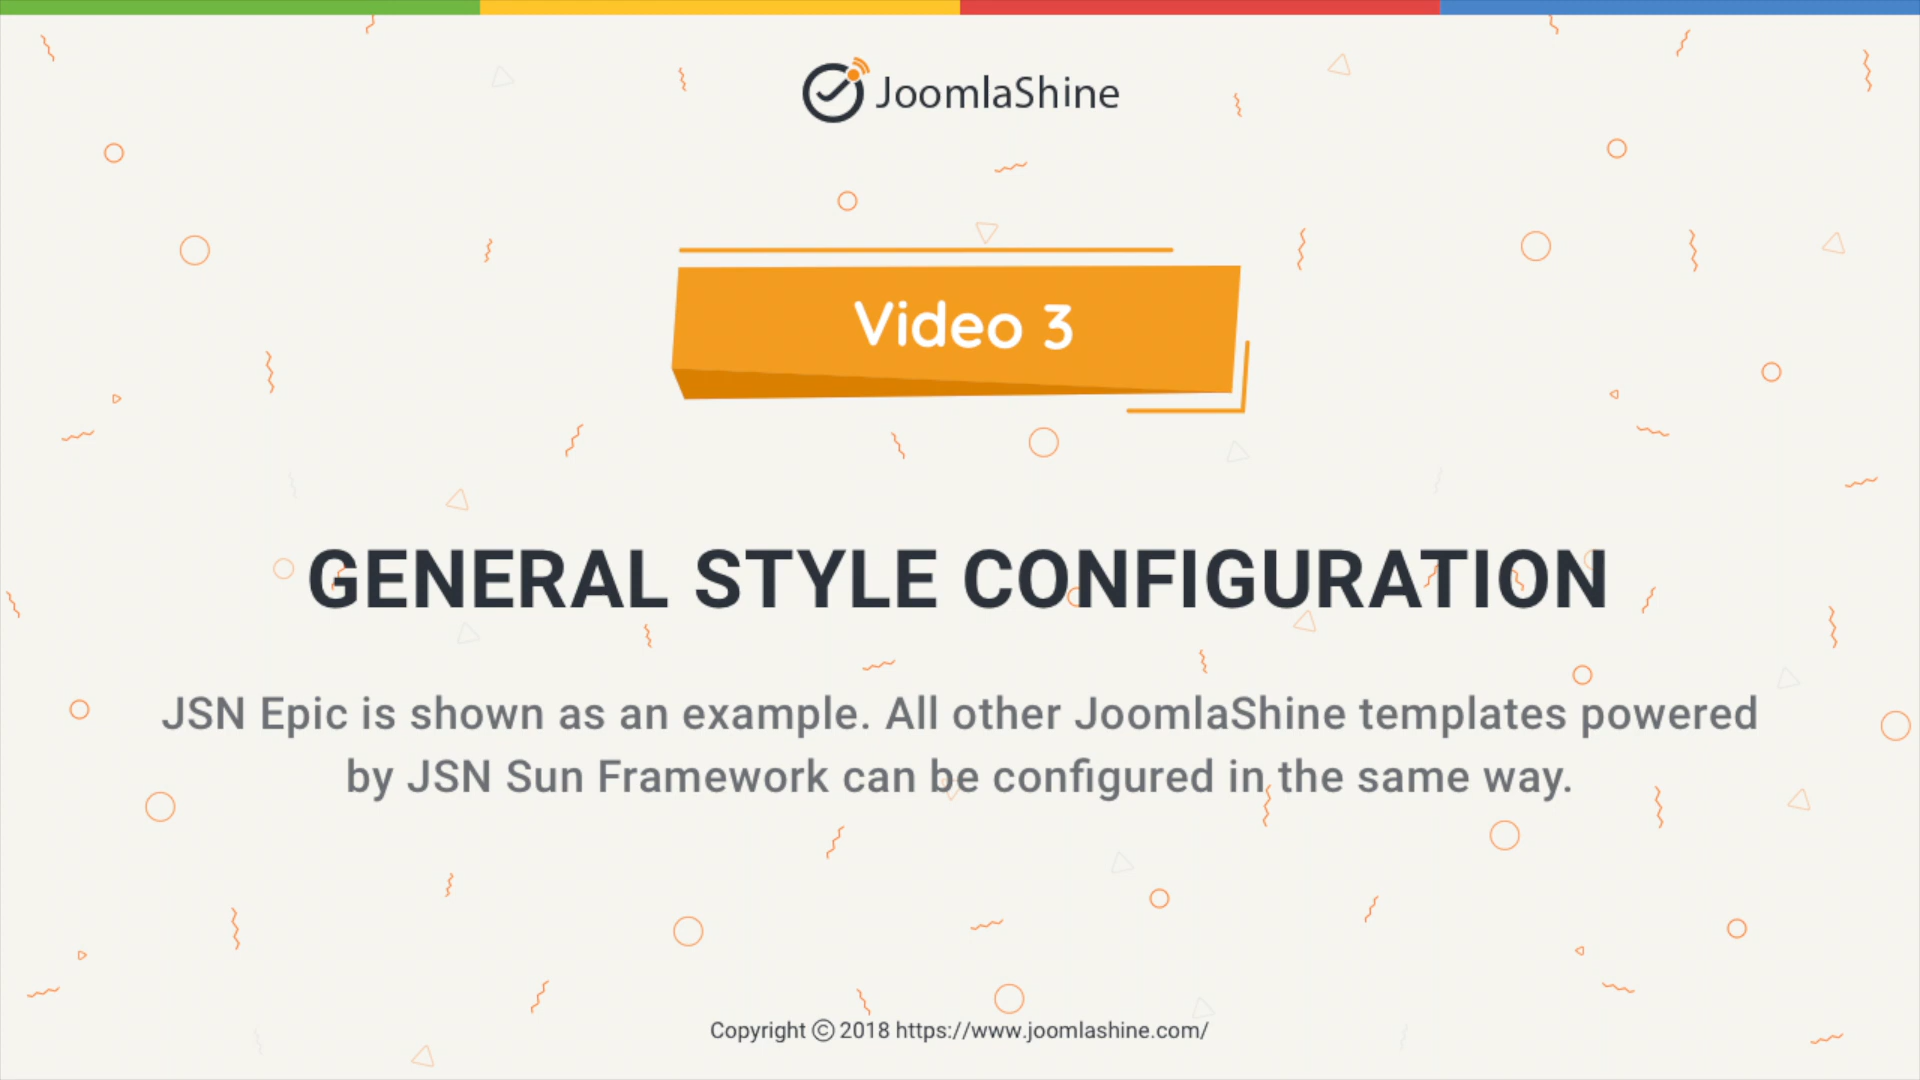 JoomlaShine
Video 3
GENERAL STYLE CONFIGURATION
JSN Epic is shown as an example. All other JoomlaShine templates powered
by JSN Sun Framework can be configured in the same way.
Copyright © 2018 https://www.joomlashine.com/